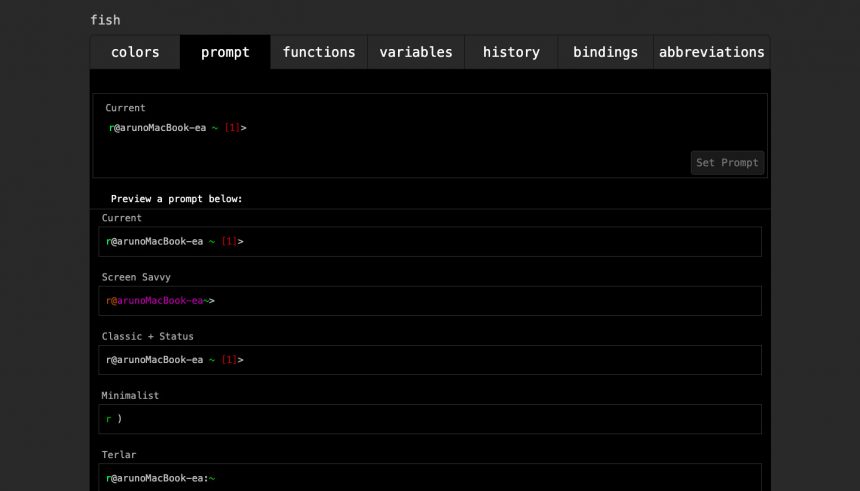 fish
colors prompt functions variables history bindings abbreviations
Current
r@arunoMacBook-ea ~ [1]>
Set Prompt
Preview a prompt below:
Current
r@arunoMacBook-ea ~ [1]>
Screen Savvy
r@arunoMacBook-ea~>
Classic + Status
r@arunoMacBook-ea ~ [1]>
Minimalist
r )
Terlar
r@arunoMacBook-ea:~